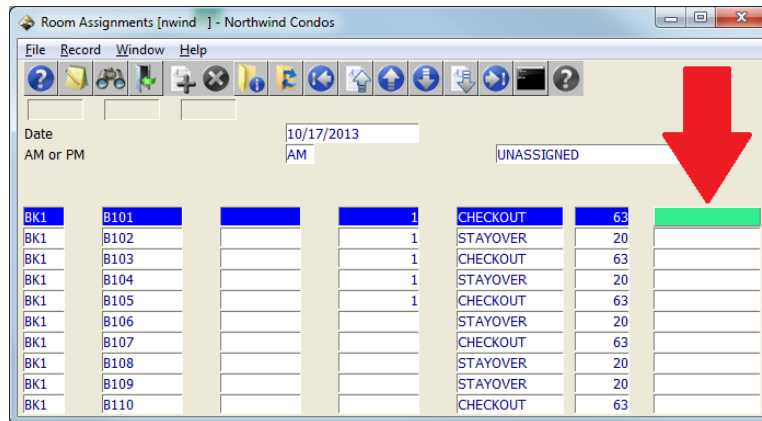 Room Assignments [nwind   ] - Northwind Condos
File Record Window Help
Date 10/17/2013
AM or PM AM UNASSIGNED
BK1 B101 1 CHECKOUT 63
BK1 B102 1 STAYOVER 20
BK1 B103 1 CHECKOUT 63
BK1 B104 1 STAYOVER 20
BK1 B105 1 CHECKOUT 63
BK1 B106 STAYOVER 20
BK1 B107 CHECKOUT 63
BK1 B108 STAYOVER 20
BK1 B109 STAYOVER 20
BK1 B110 CHECKOUT 63